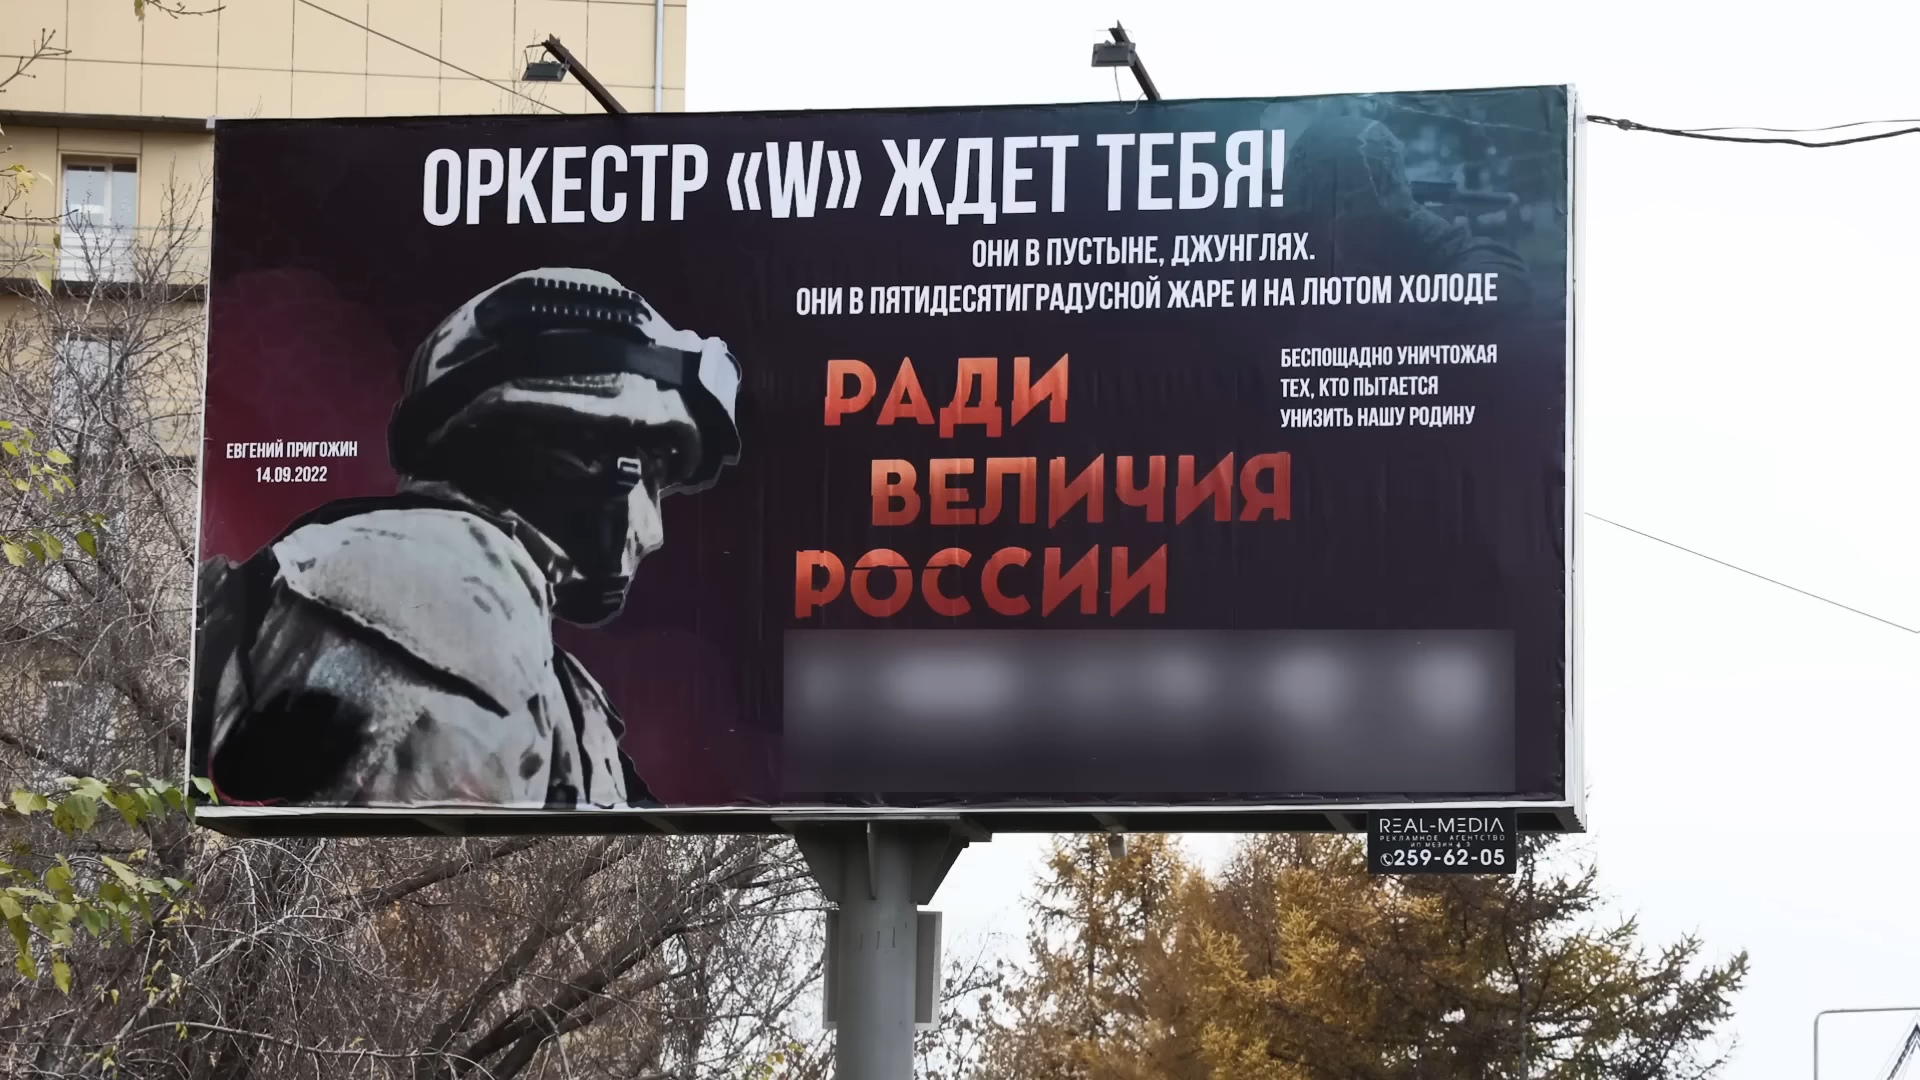 ОРКЕСТР «W» ЖДЕТ ТЕБЯ!
ОНИ В ПУСТЫНЕ, ДЖУНГЛЯХ.
ОНИ В ПЯТИДЕСЯТИГРАДУСНОЙ ЖАРЕ И НА ЛЮТОМ ХОЛОДЕ
РАДИ
ВЕЛИЧИЯ
РОССИИ
БЕСПОЩАДНО УНИЧТОЖАЯ
ТЕХ, КТО ПЫТАЕТСЯ
УНИЗИТЬ НАШУ РОДИНУ
ЕВГЕНИЙ ПРИГОЖИН
14.09.2022
REAL-MEDIA
РЕКЛАМНОЕ АГЕНТСТВО
259-62-05